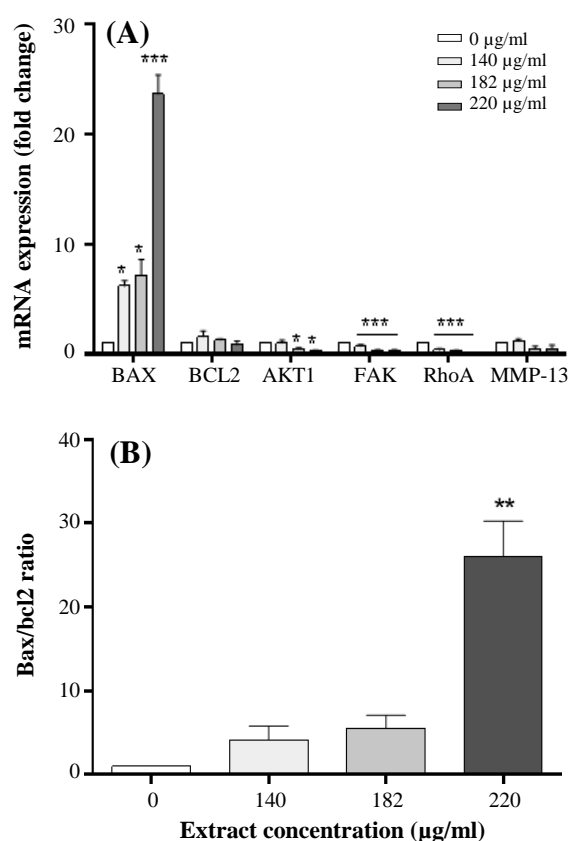 (A)
mRNA expression (fold change)
30
20
10
0
0 µg/ml
140 µg/ml
182 µg/ml
220 µg/ml
*
*
***
* *
***
***
BAX BCL2 AKT1 FAK RhoA MMP-13
(B)
Bax/bcl2 ratio
40
30
20
10
0
**
0 140 182 220
Extract concentration (µg/ml)